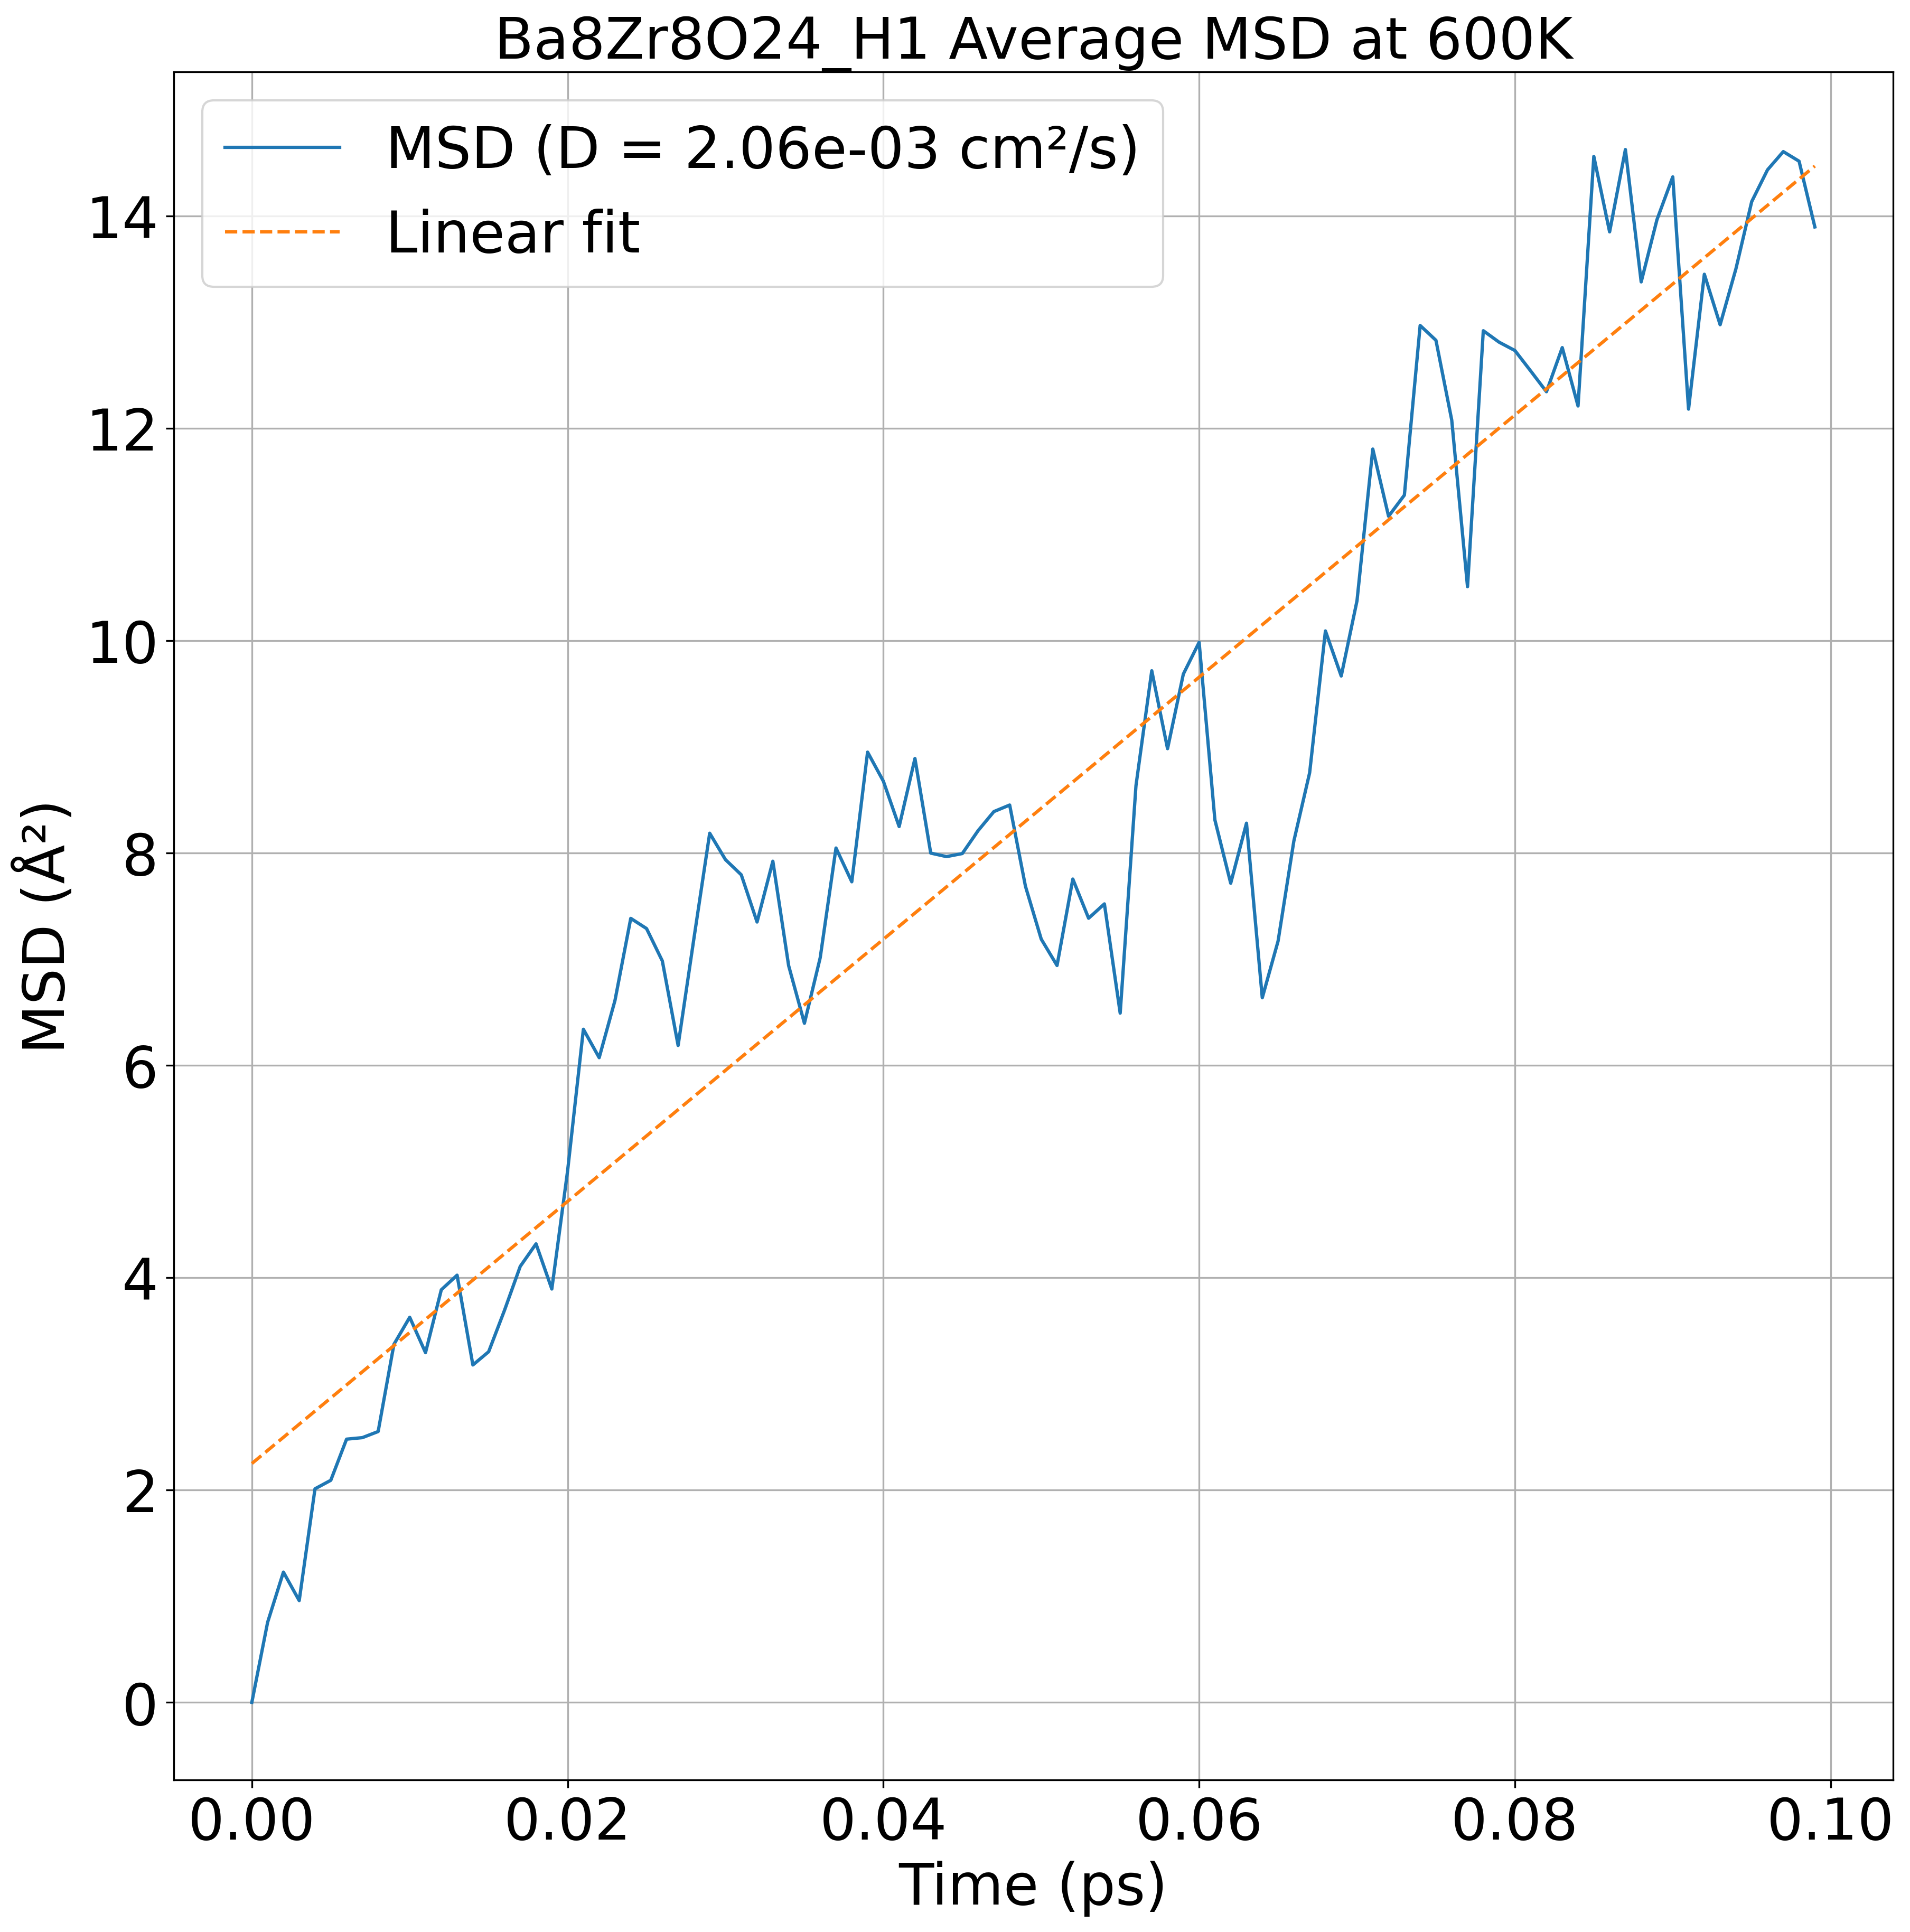 Ba8Zr8O24_H1 Average MSD at 600K
MSD (D = 2.06e-03 cm²/s)
Linear fit
14
12
10
8
6
4
2
0
MSD (Å²)
0.00 0.02 0.04 0.06 0.08 0.10
Time (ps)